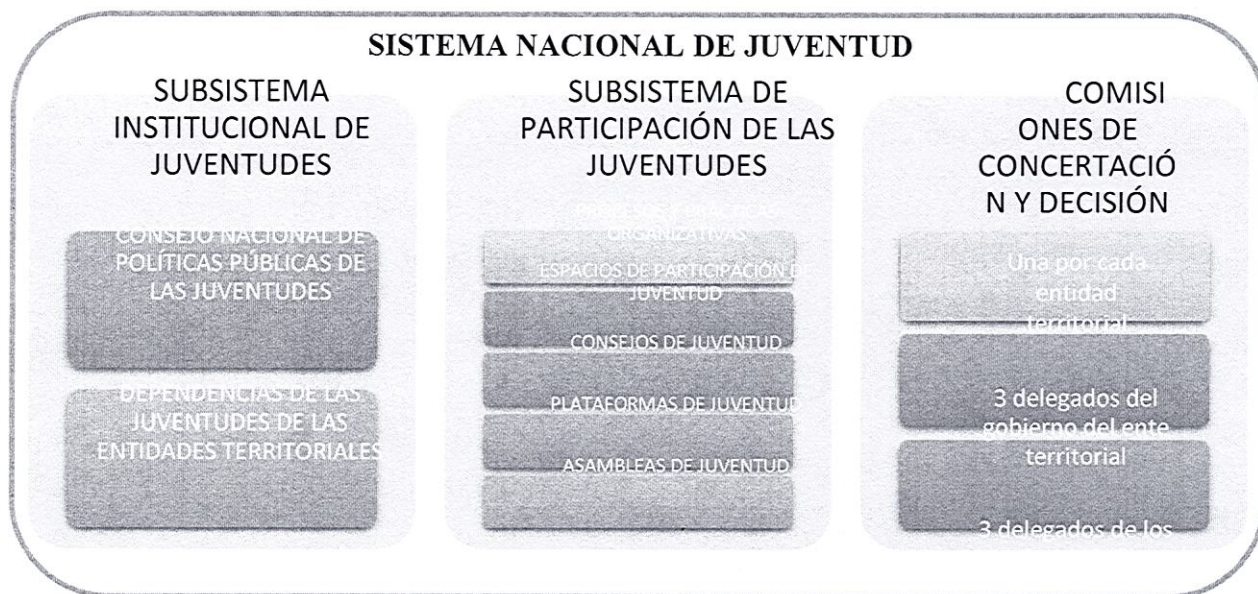 SISTEMA NACIONAL DE JUVENTUD
SUBSISTEMA
INSTITUCIONAL DE
JUVENTUDES
CONSEJO NACIONAL DE
POLÍTICAS PÚBLICAS DE
LAS JUVENTUDES
DEPENDENCIAS DE LAS
JUVENTUDES DE LAS
ENTIDADES TERRITORIALES
SUBSISTEMA DE
PARTICIPACIÓN DE LAS
JUVENTUDES
ORGANIZATIVAS
ESPACIOS DE PARTICIPACIÓN DE
JUVENTUD
CONSEJOS DE JUVENTUD
PLATAFORMAS DE JUVENTUD
ASAMBLEAS DE JUVENTUD
COMISI
ONES DE
CONCERTACIÓ
N Y DECISIÓN
Una por cada
entidad
territorial
3 delegados del
gobierno del ente
territorial
3 delegados de los